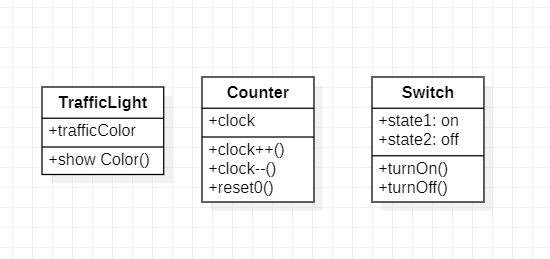 TrafficLight
+trafficColor
+show Color()
Counter
+clock
+clock++()
+clock--()
+reset0()
Switch
+state1: on
+state2: off
+turnOn()
+turnOff()